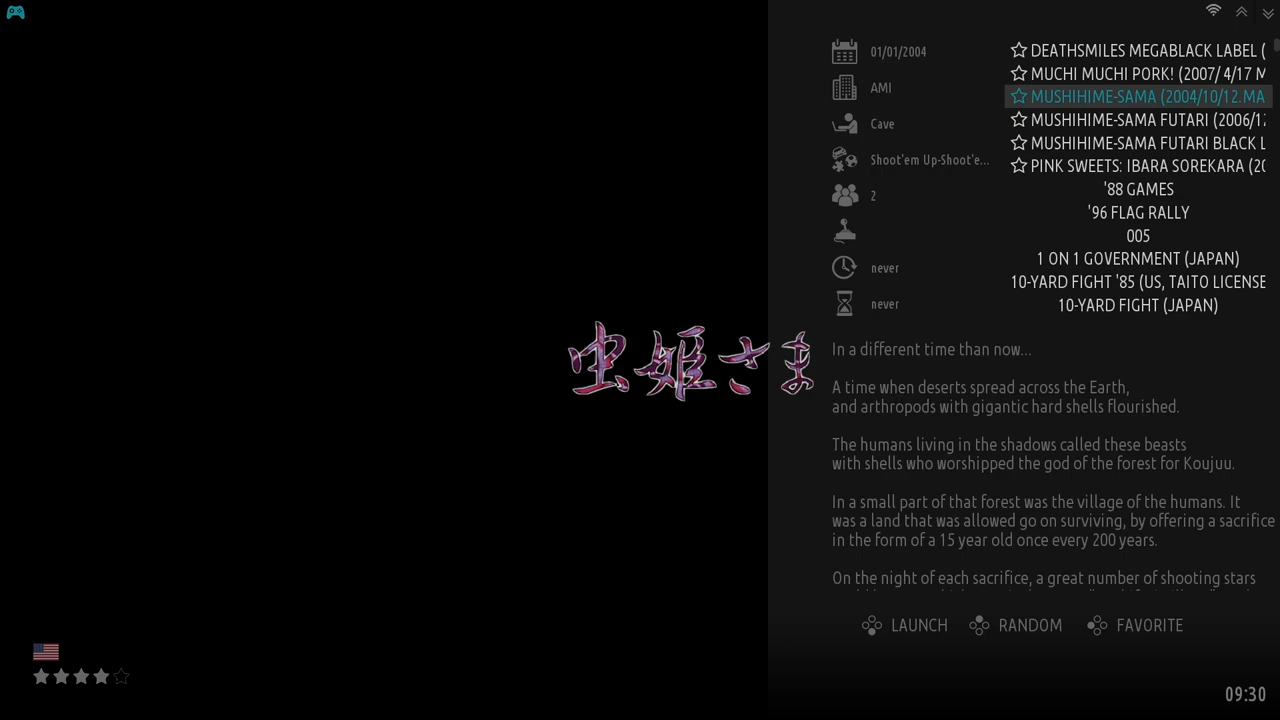 01/01/2004
AMI
Cave
Shoot'em Up-Shoot'e...
2
never
never
DEATHSMILES MEGABLACK LABEL (
MUCHI MUCHI PORK! (2007/ 4/17 M
MUSHIHIME-SAMA (2004/10/12.MA
MUSHIHIME-SAMA FUTARI (2006/12
MUSHIHIME-SAMA FUTARI BLACK L
PINK SWEETS: IBARA SOREKARA (20
'88 GAMES
'96 FLAG RALLY
005
1 ON 1 GOVERNMENT (JAPAN)
10-YARD FIGHT '85 (US, TAITO LICENSE
10-YARD FIGHT (JAPAN)
虫姫さま
In a different time than now...
A time when deserts spread across the Earth,
and arthropods with gigantic hard shells flourished.
The humans living in the shadows called these beasts
with shells who worshipped the god of the forest for Koujuu.
In a small part of that forest was the village of the humans. It
was a land that was allowed go on surviving, by offering a sacrifice
in the form of a 15 year old once every 200 years.
On the night of each sacrifice, a great number of shooting stars
LAUNCH
RANDOM
FAVORITE
09:30